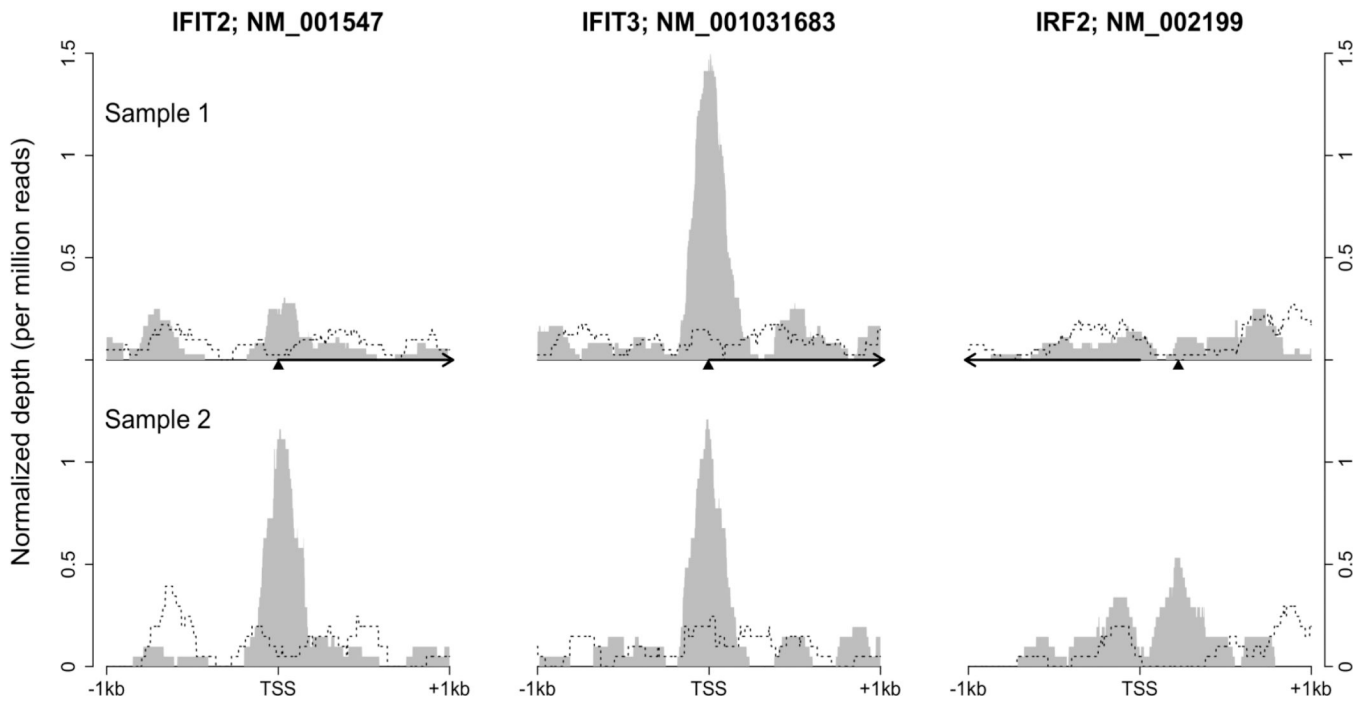 IFIT2; NM_001547 IFIT3; NM_001031683 IRF2; NM_002199
Normalized depth (per million reads)
1.5 1.5
Sample 1
1 1
0.5 0.5
Sample 2
1 1
0.5 0.5
0 0
-1kb TSS +1kb -1kb TSS +1kb -1kb TSS +1kb